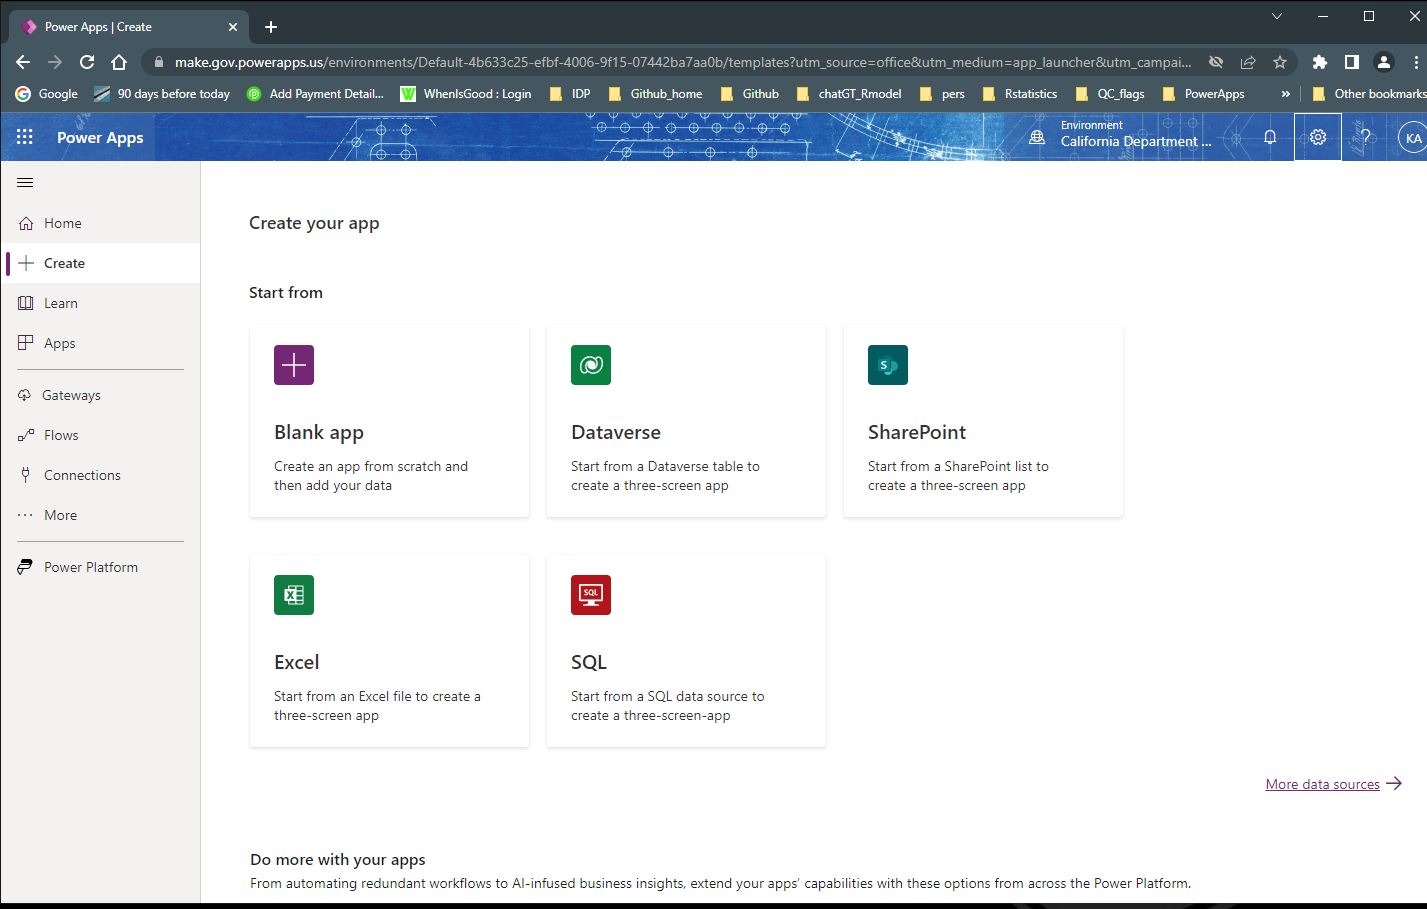 Power Apps | Create
make.gov.powerapps.us/environments/Default-4b633c25-efbf-4006-9f15-07442ba7aa0b/templates?utm_source=office&utm_medium=app_launcher&utm_campai...
Google 90 days before today Add Payment Detail... WhenIsGood : Login IDP Github_home Github chatGT_Rmodel pers Rstatistics QC_flags PowerApps » Other bookmarks
Power Apps
Environment
California Department ...
KA
Home
Create
Learn
Apps
Gateways
Flows
Connections
More
Power Platform
Create your app
Start from
Blank app
Create an app from scratch and
then add your data
Dataverse
Start from a Dataverse table to
create a three-screen app
SharePoint
Start from a SharePoint list to
create a three-screen app
Excel
Start from an Excel file to create a
three-screen app
SQL
SQL
Start from a SQL data source to
create a three-screen-app
More data sources
Do more with your apps
From automating redundant workflows to AI-infused business insights, extend your apps' capabilities with these options from across the Power Platform.